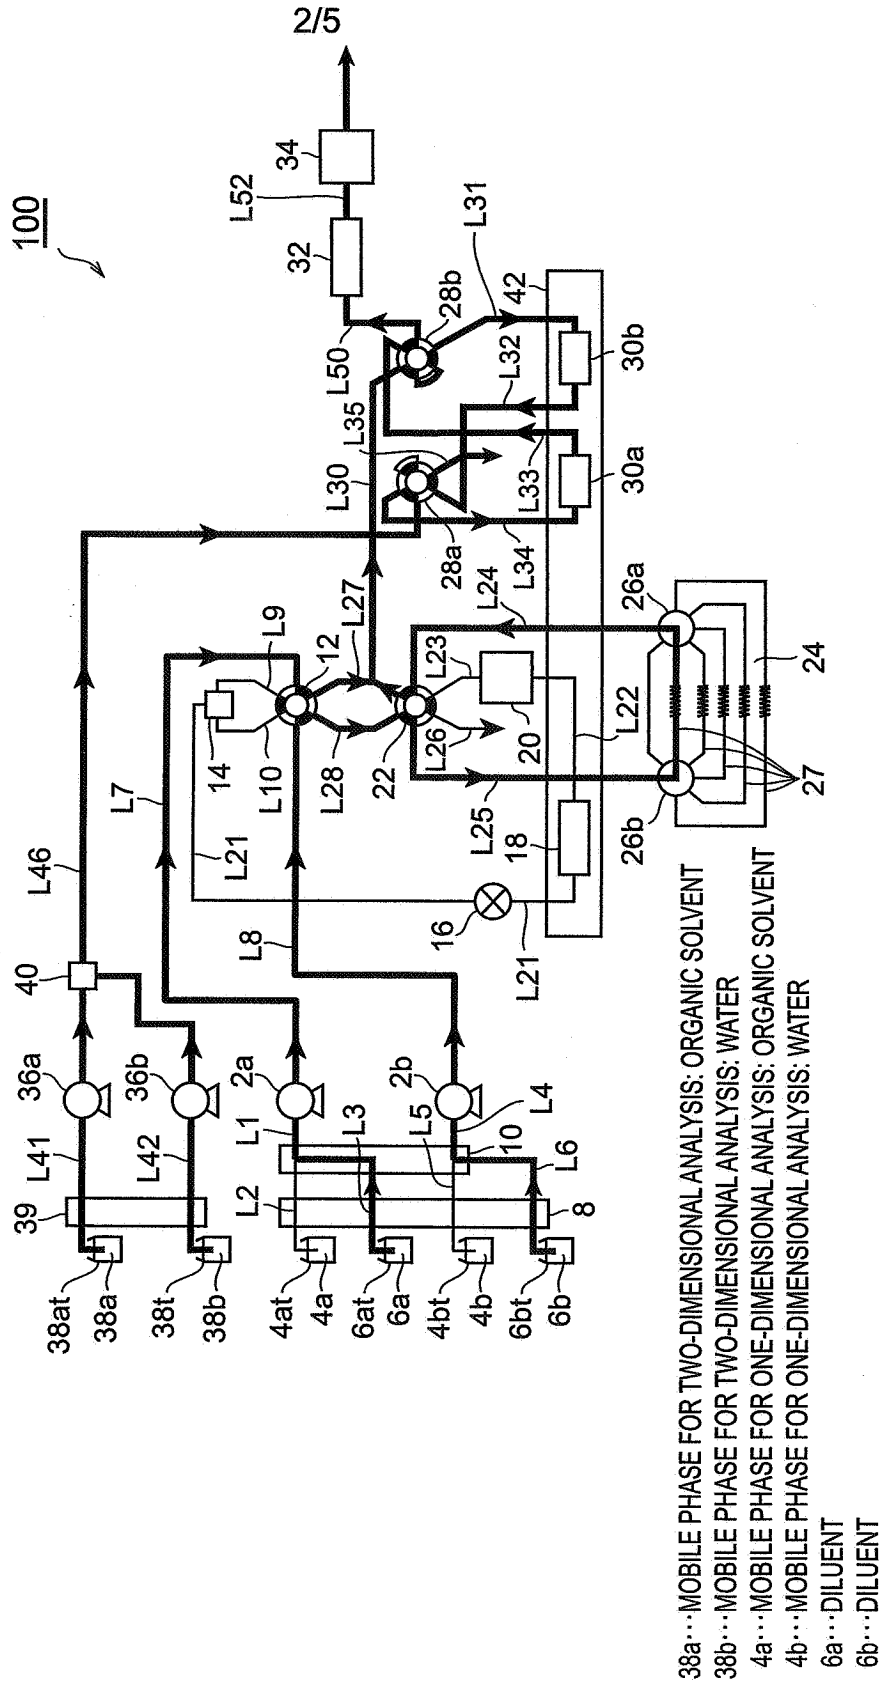 100
2/5
34
L52
32
L31
28b
42
L50
L32
30b
L35
L30
L33
30a
28a
L34
L24
26a
L9
12
L27
L23
24
14
L10
L28
22
L26
20
L22
27
L7
L21
L25
18
26b
L46
L8
16
L21
40
36a
36b
2a
2b
L41
L42
L1
L3
L5
L4
10
39
L2
L6
8
38at
38a
38t
38b
4at
4a
6at
6a
4bt
4b
6bt
6b
38a···MOBILE PHASE FOR TWO-DIMENSIONAL ANALYSIS: ORGANIC SOLVENT
38b···MOBILE PHASE FOR TWO-DIMENSIONAL ANALYSIS: WATER
4a···MOBILE PHASE FOR ONE-DIMENSIONAL ANALYSIS: ORGANIC SOLVENT
4b···MOBILE PHASE FOR ONE-DIMENSIONAL ANALYSIS: WATER
6a···DILUENT
6b···DILUENT